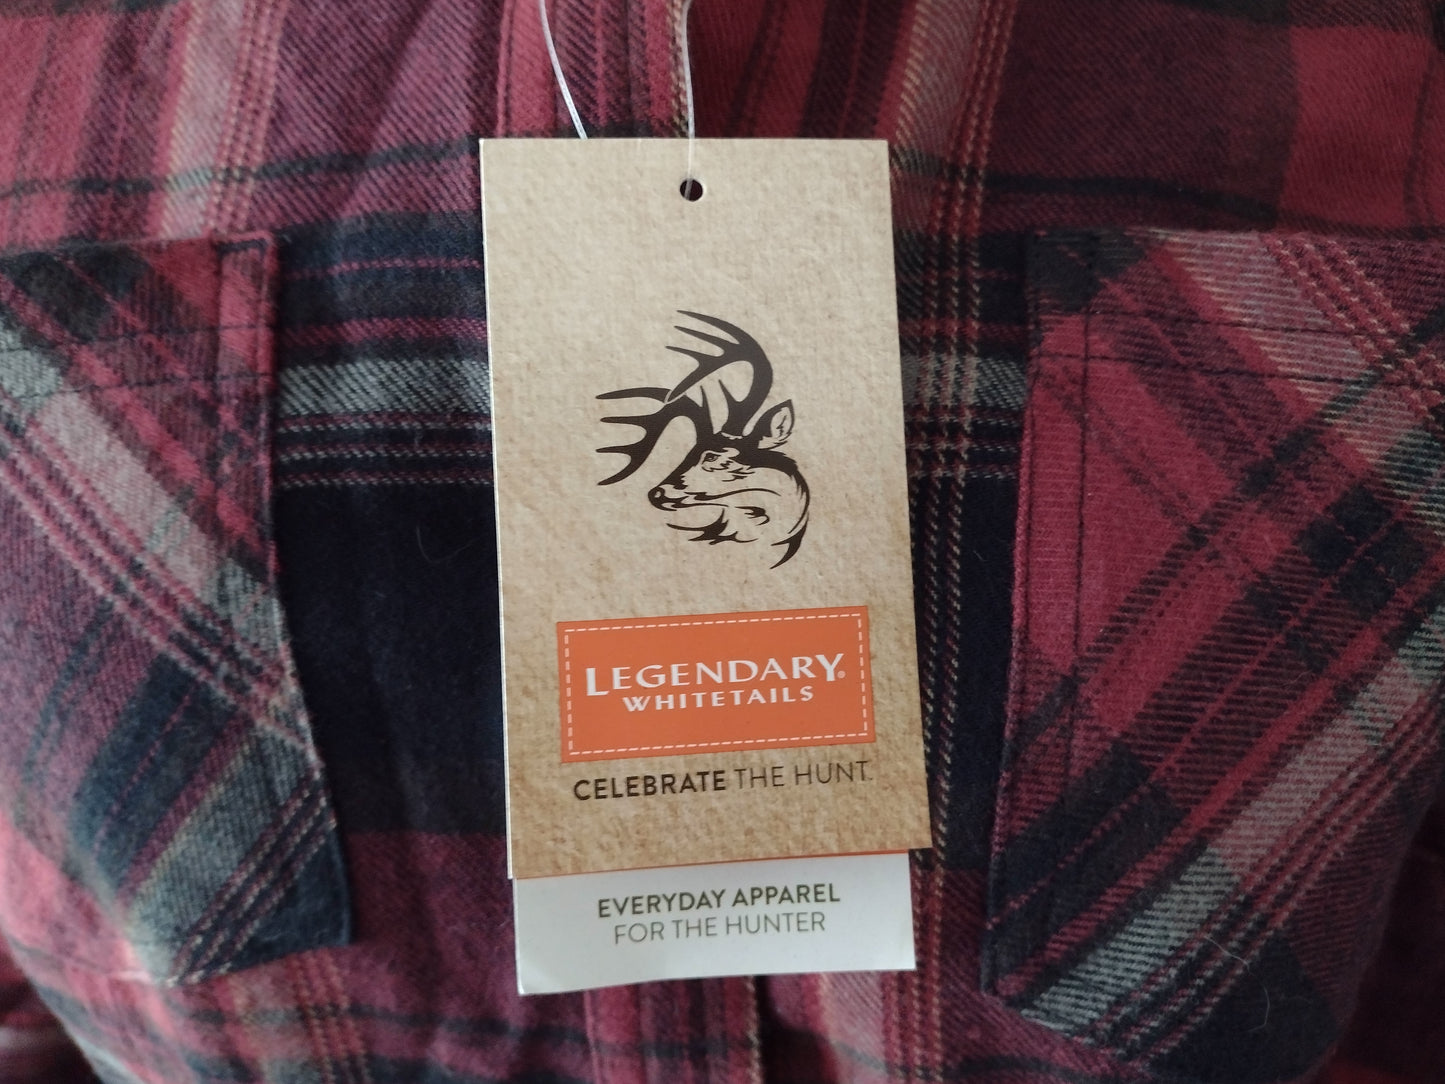 LEGENDARY®
WHITETAILS
CELEBRATE THE HUNT.
EVERYDAY APPAREL
FOR THE HUNTER